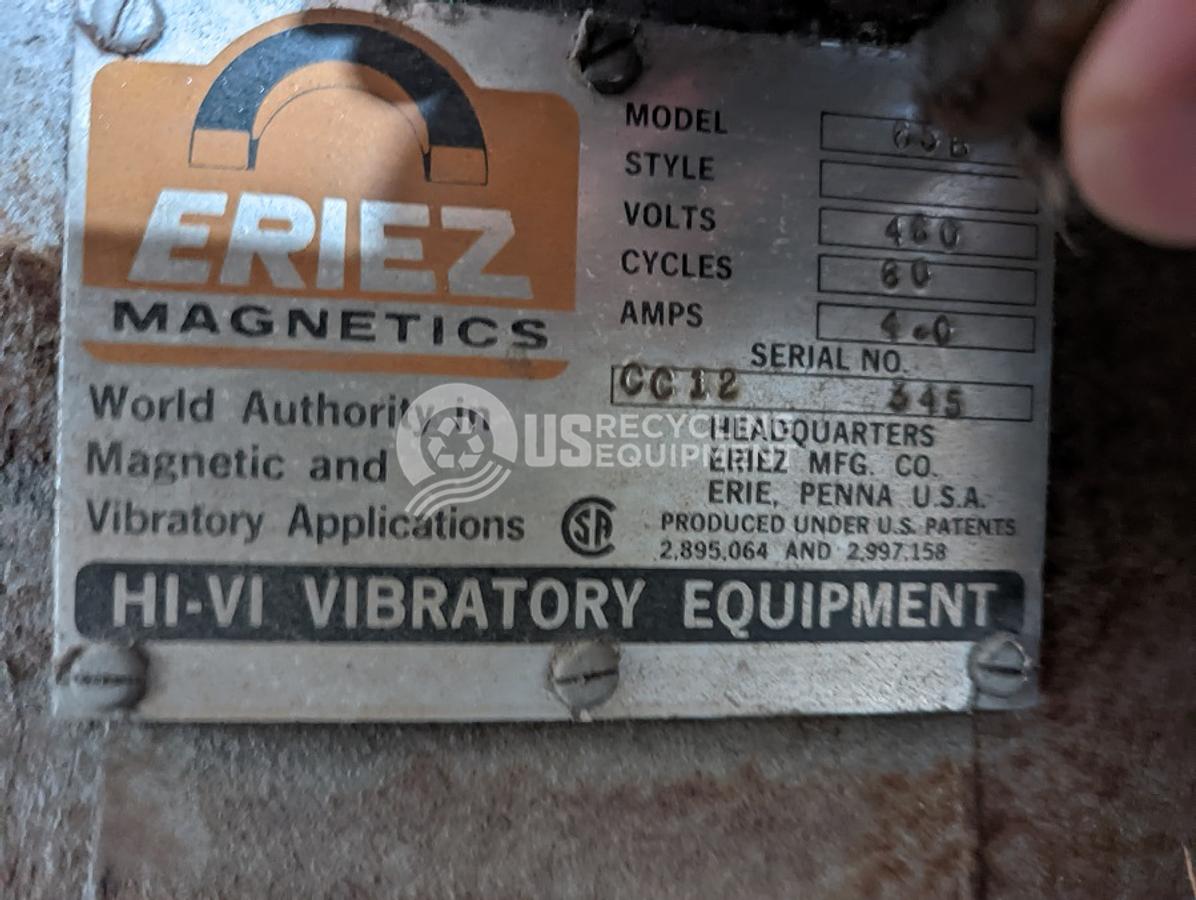 ERIEZ
MAGNETICS
World Authority in
Magnetic and
Vibratory Applications
MODEL 65B
STYLE
VOLTS 460
CYCLES 60
AMPS 4.0
SERIAL NO.
CC12 345
HEADQUARTERS
ERIEZ MFG. CO.
ERIE, PENNA U.S.A.
SA
PRODUCED UNDER U.S. PATENTS
2,895,064 AND 2,997,158
HI-VI VIBRATORY EQUIPMENT
US RECYCLING
EQUIPMENT